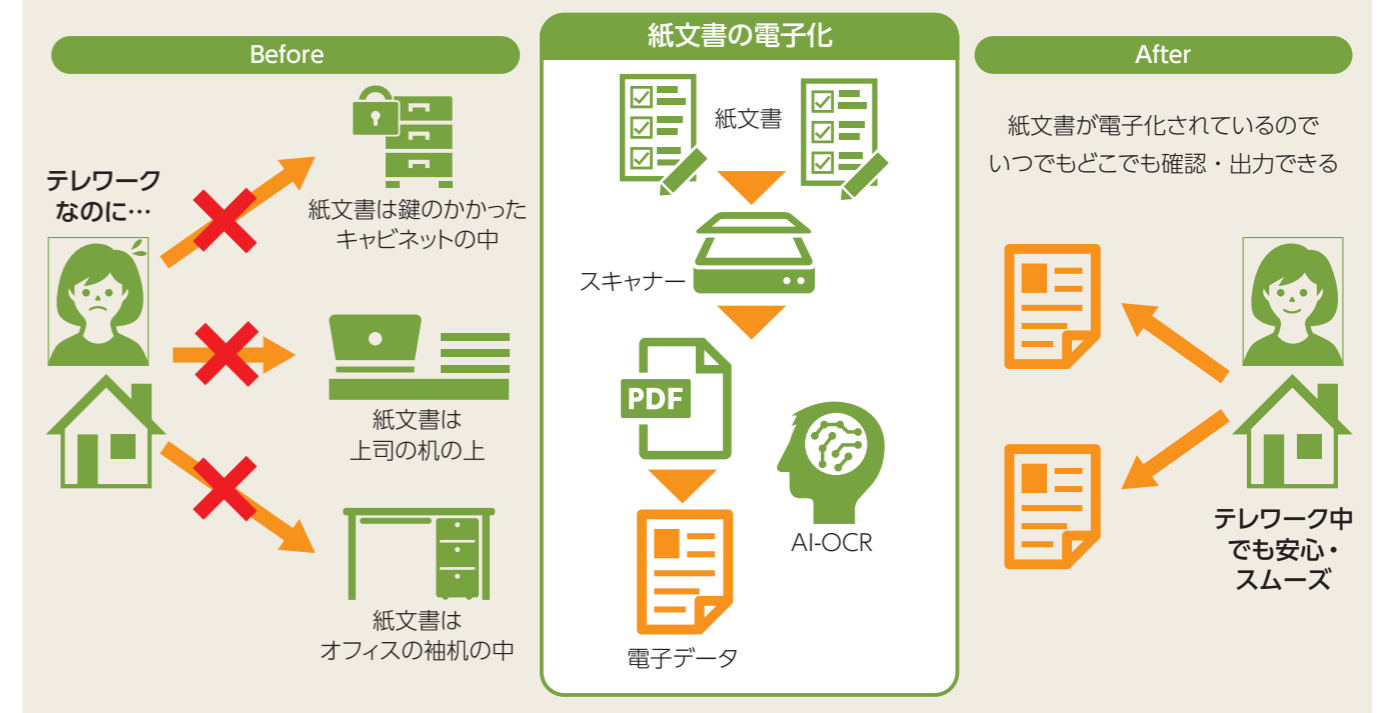 Before
テレワーク
なのに…
紙文書は鍵のかかった
キャビネットの中
紙文書は
上司の机の上
紙文書は
オフィスの袖机の中
紙文書の電子化
紙文書
スキャナー
PDF
AI-OCR
電子データ
After
紙文書が電子化されているので
いつでもどこでも確認・出力できる
テレワーク中
でも安心・
スムーズ